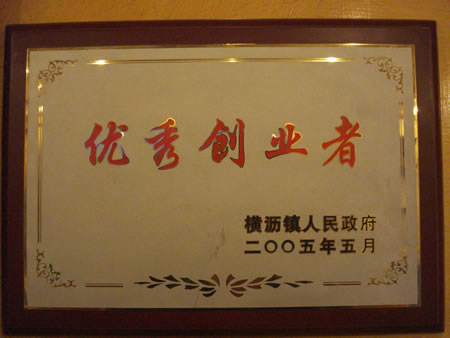 优秀创业者
横沥镇人民政府
二〇〇五年五月